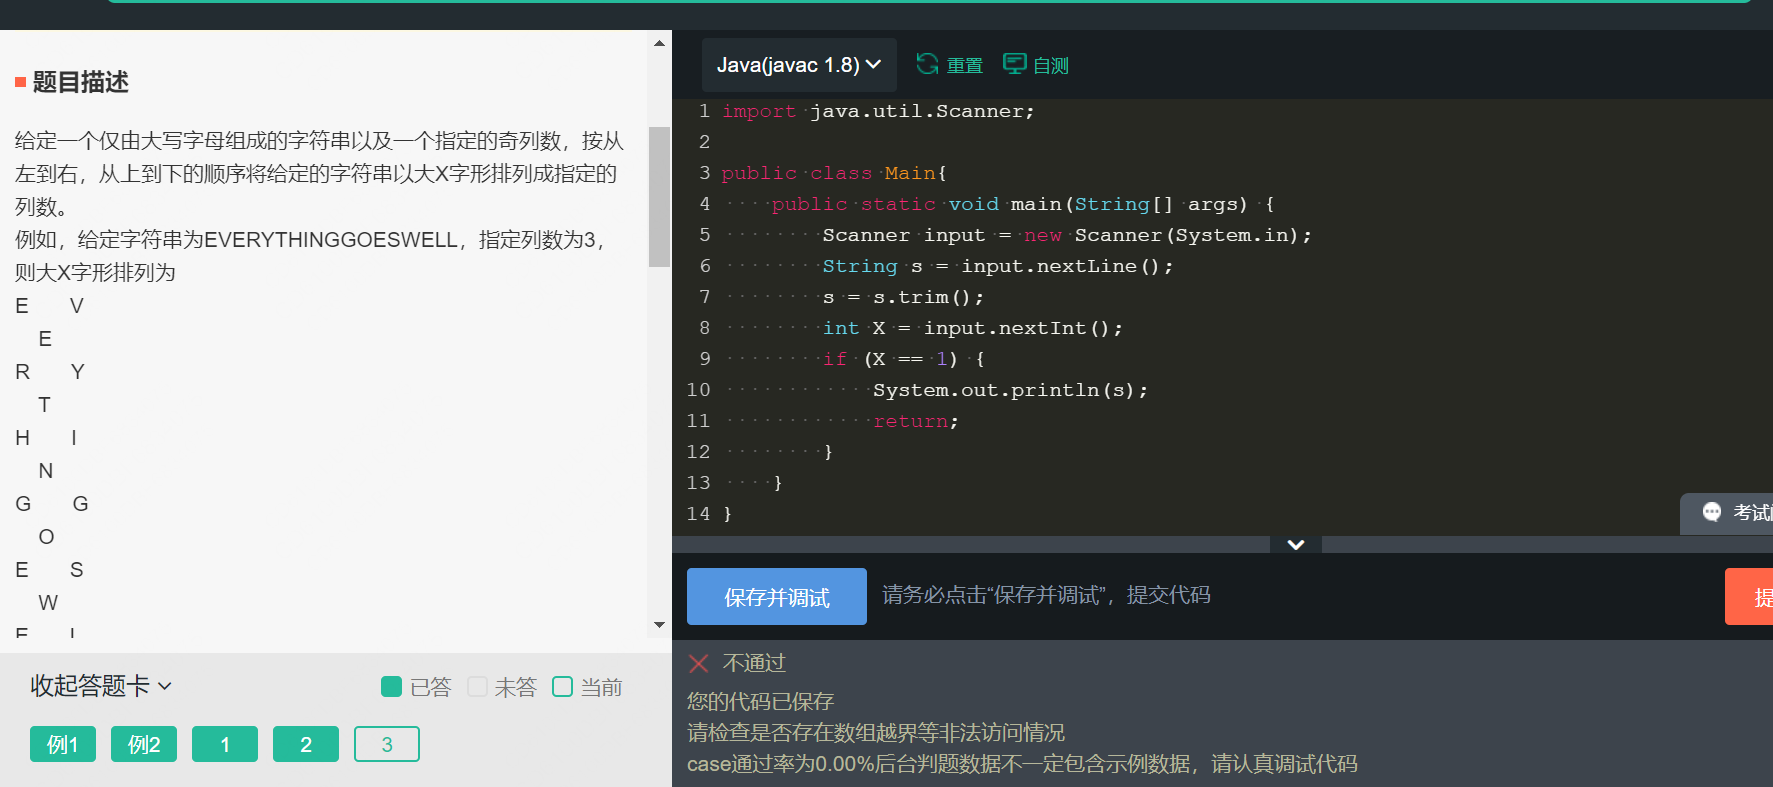 题目描述
给定一个仅由大写字母组成的字符串以及一个指定的奇列数，按从
左到右，从上到下的顺序将给定的字符串以大X字形排列成指定的
列数。
例如，给定字符串为EVERYTHINGGOESWELL，指定列数为3，
则大X字形排列为
E V
E
R Y
T
H I
N
G G
O
E S
W
收起答题卡
已答 未答 当前
例1 例2 1 2 3
Java(javac 1.8) 重置 自测
1 import java.util.Scanner;
2
3 public class Main{
4 public static void main(String[] args) {
5 Scanner input = new Scanner(System.in);
6 String s = input.nextLine();
7 s = s.trim();
8 int X = input.nextInt();
9 if (X == 1) {
10 System.out.println(s);
11 return;
12 }
13 }
14 }
考试
保存并调试 请务必点击“保存并调试”，提交代码 提
不通过
您的代码已保存
请检查是否存在数组越界等非法访问情况
case通过率为0.00%后台判题数据不一定包含示例数据，请认真调试代码